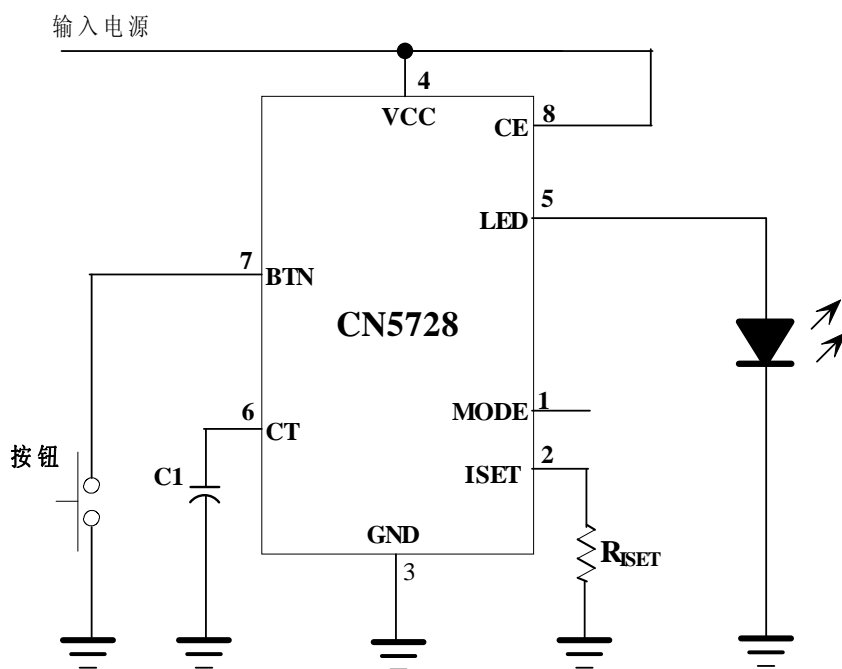 输入电源
4
VCC
CE
8
5
LED
7
BTN
CN5728
MODE
1
6
CT
2
ISET
按钮
C1
GND
3
RISET